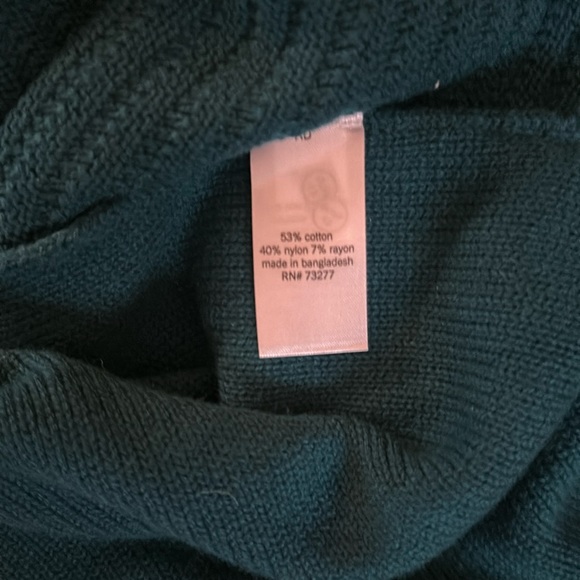 53% cotton
40% nylon 7% rayon
made in bangladesh
RN# 73277